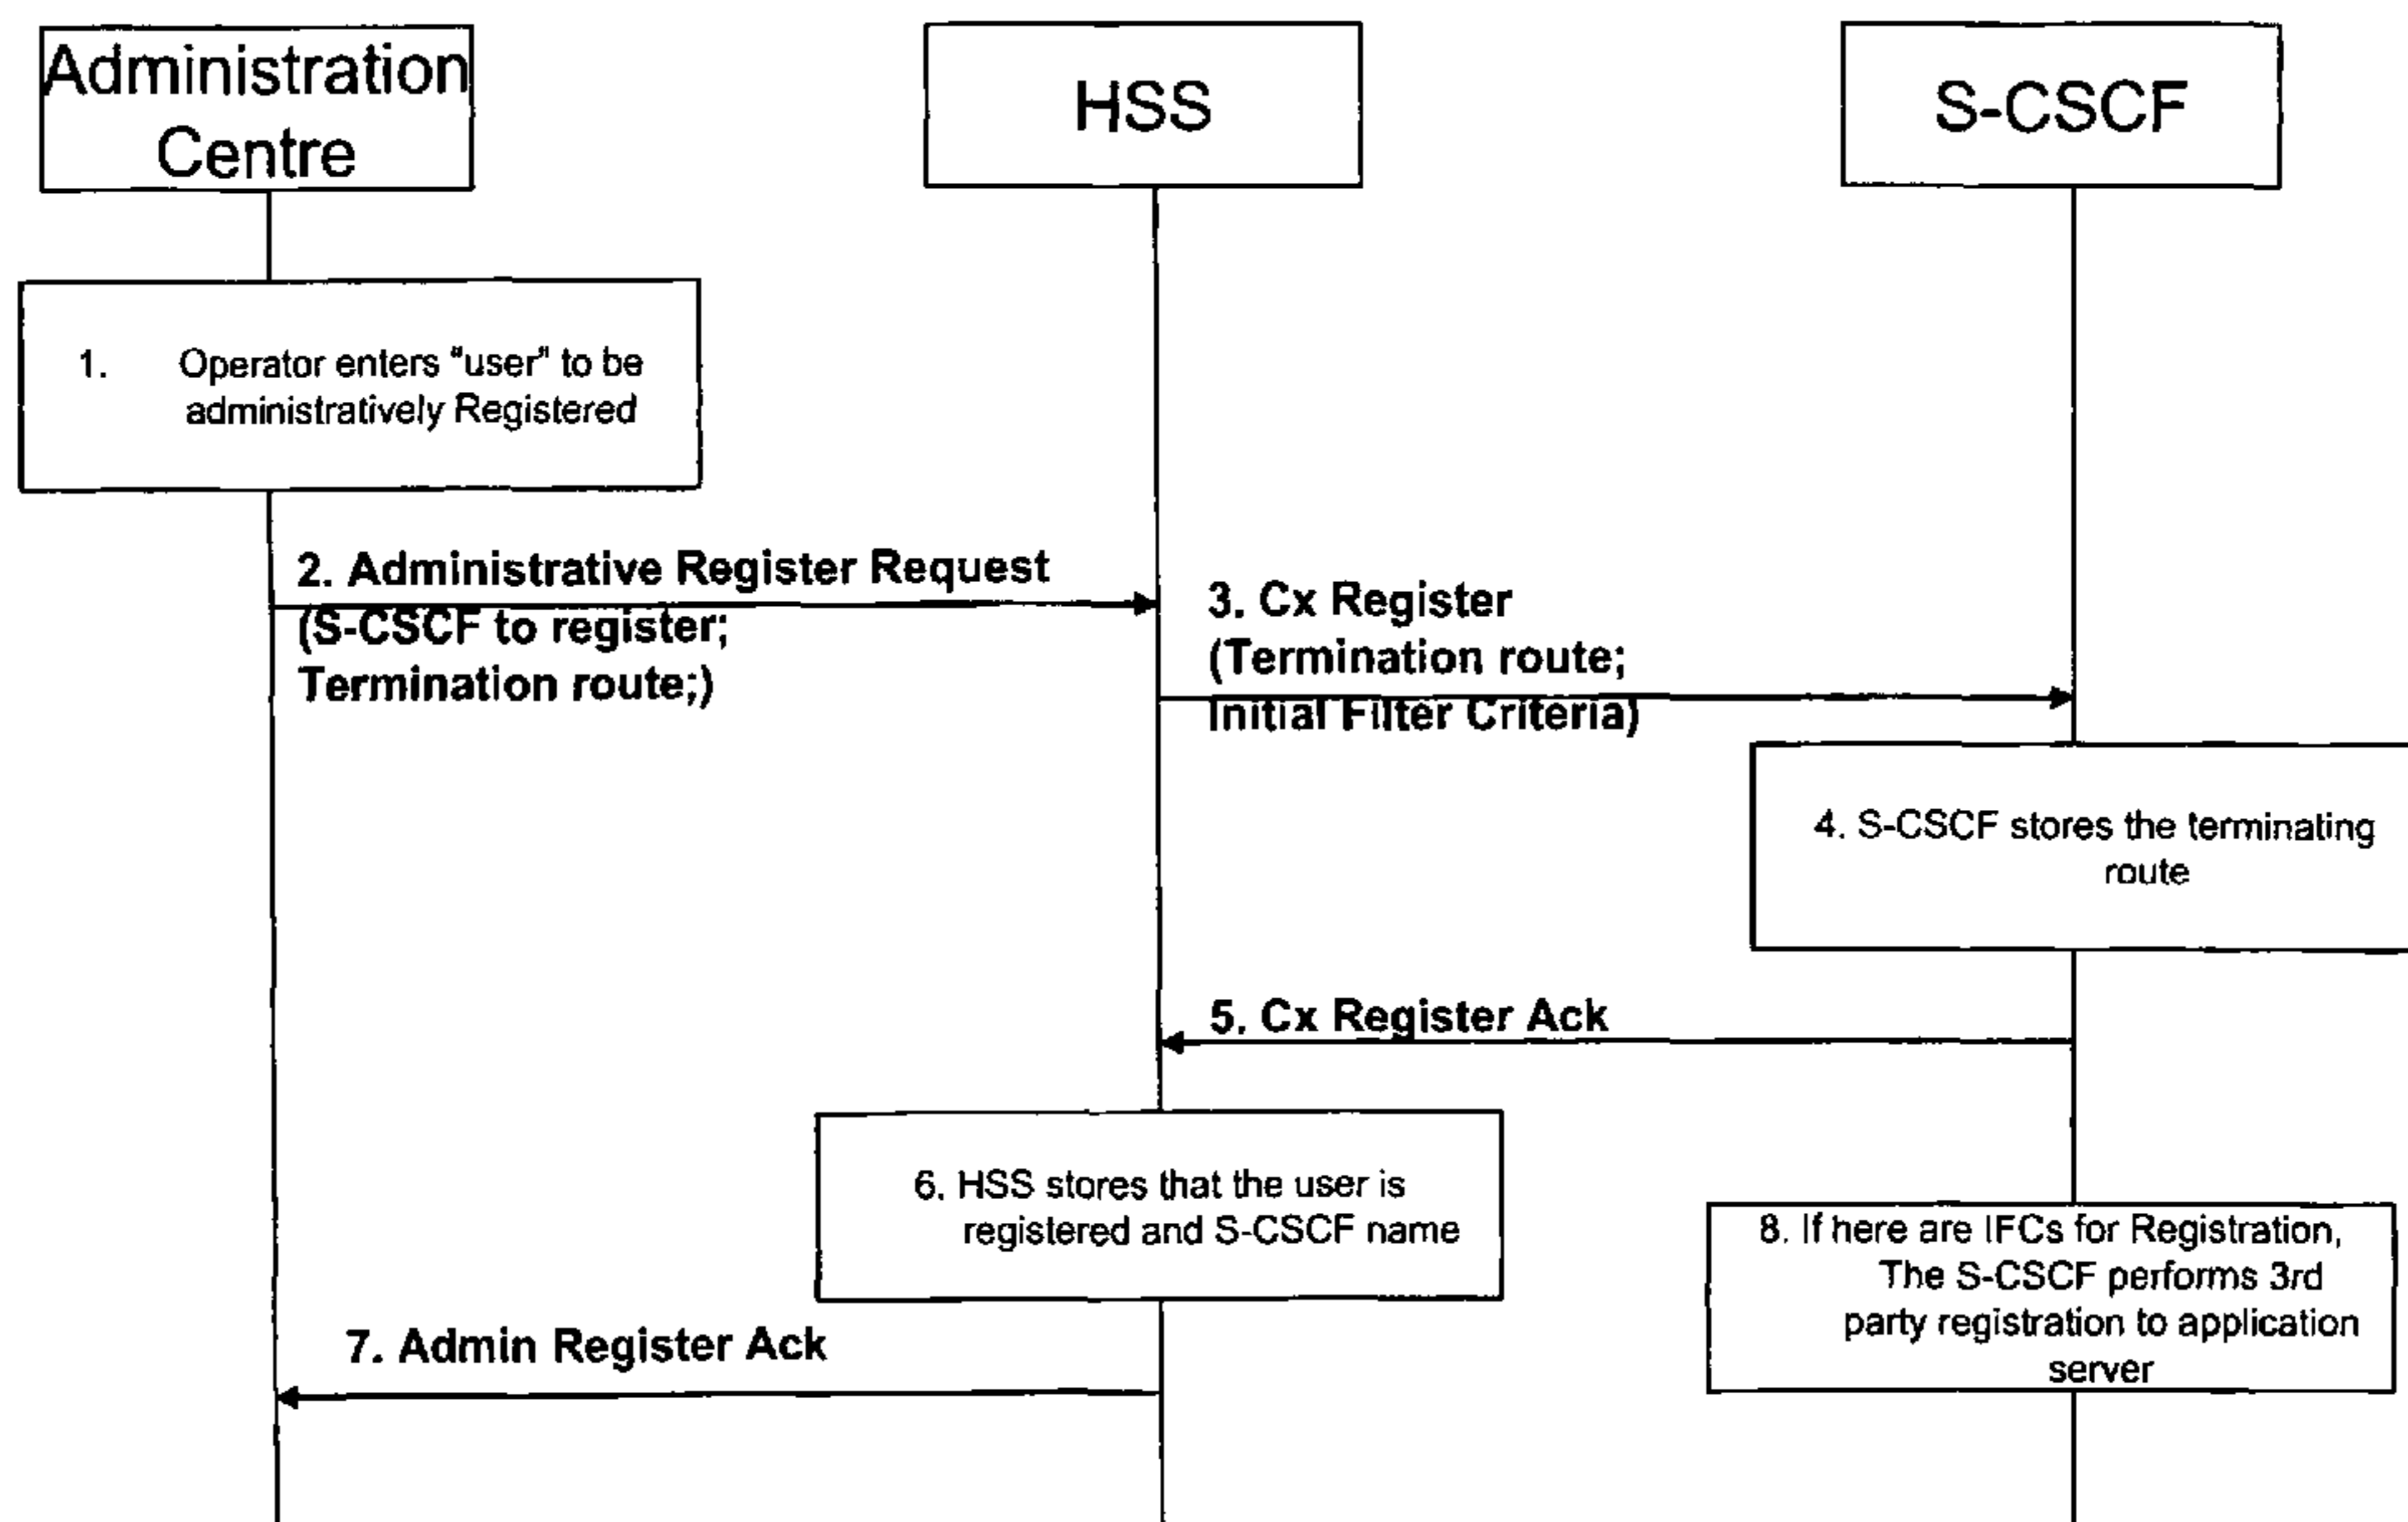 Administration
Centre
HSS
S-CSCF
1. Operator enters "user" to be
administratively Registered
2. Administrative Register Request
(S-CSCF to register;
Termination route;)
3. Cx Register
(Termination route;
Initial Filter Criteria)
4. S-CSCF stores the terminating
route
5. Cx Register Ack
6. HSS stores that the user is
registered and S-CSCF name
7. Admin Register Ack
8. If here are IFCs for Registration,
The S-CSCF performs 3rd
party registration to application
server